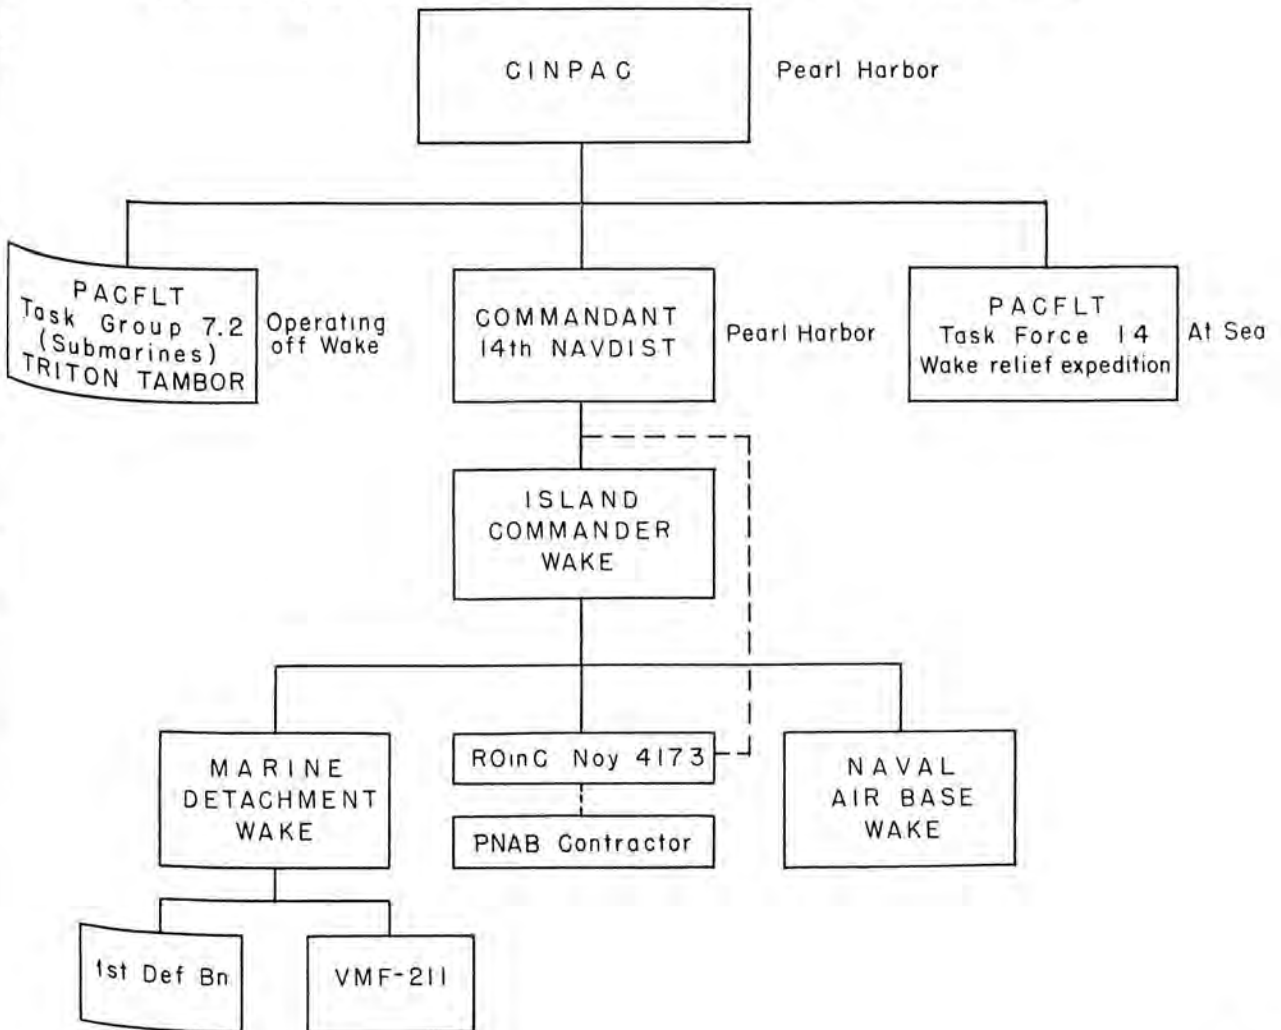 CINPAC
Pearl Harbor
PACFLT
Task Group 7.2
(Submarines)
TRITON TAMBOR
Operating
off Wake
COMMANDANT
14th NAVDIST
Pearl Harbor
PACFLT
Task Force 14
Wake relief expedition
At Sea
ISLAND
COMMANDER
WAKE
MARINE
DETACHMENT
WAKE
ROinC Noy 4173
PNAB Contractor
NAVAL
AIR BASE
WAKE
1st Def Bn
VMF-211